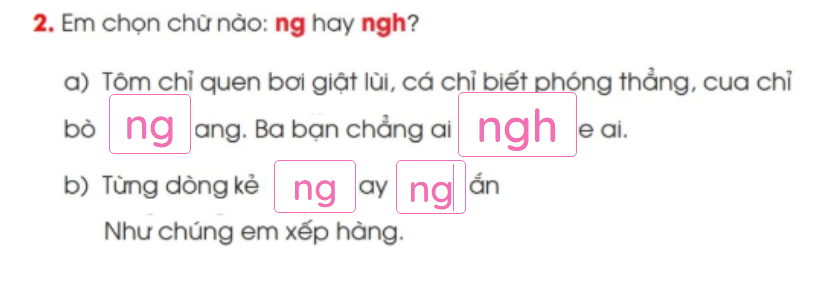 2. Em chọn chữ nào: ng hay ngh?
a) Tôm chỉ quen bơi giật lùi, cá chỉ biết phóng thẳng, cua chỉ
bò ng ang. Ba bạn chẳng ai ngh e ai.
b) Từng dòng kẻ ng ay ng ắn
Như chúng em xếp hàng.